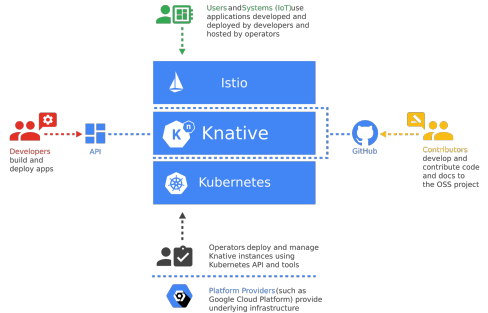 Users and Systems (IoT) use
applications developed and
deployed by developers and
hosted by operators
Istio
Knative
n
K
Kubernetes
Developers
build and
deploy apps
API
GitHub
Contributors
develop and
contribute code
and docs to
the OSS project
Operators deploy and manage
Knative instances using
Kubernetes API and tools
Platform Providers (such as
Google Cloud Platform) provide
underlying infrastructure